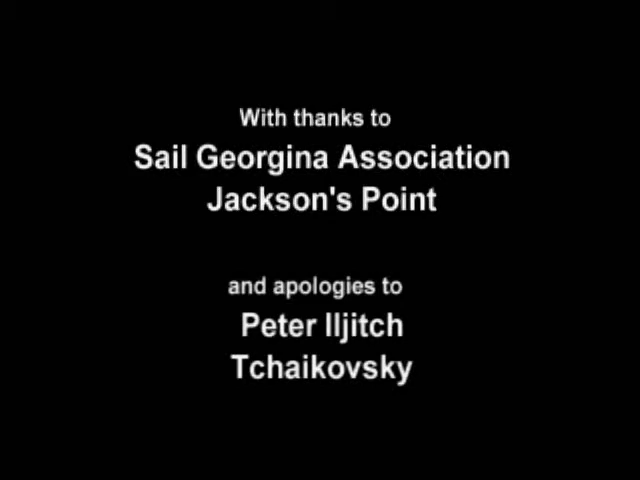 With thanks to
Sail Georgina Association
Jackson's Point
and apologies to
Peter Iljitch
Tchaikovsky